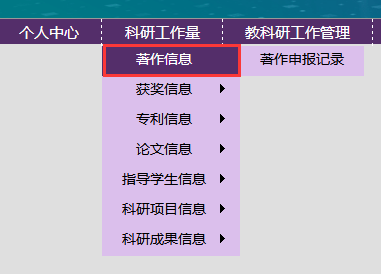 个人中心 科研工作量 教科研工作管理
著作信息 著作申报记录
获奖信息
专利信息
论文信息
指导学生信息
科研项目信息
科研成果信息